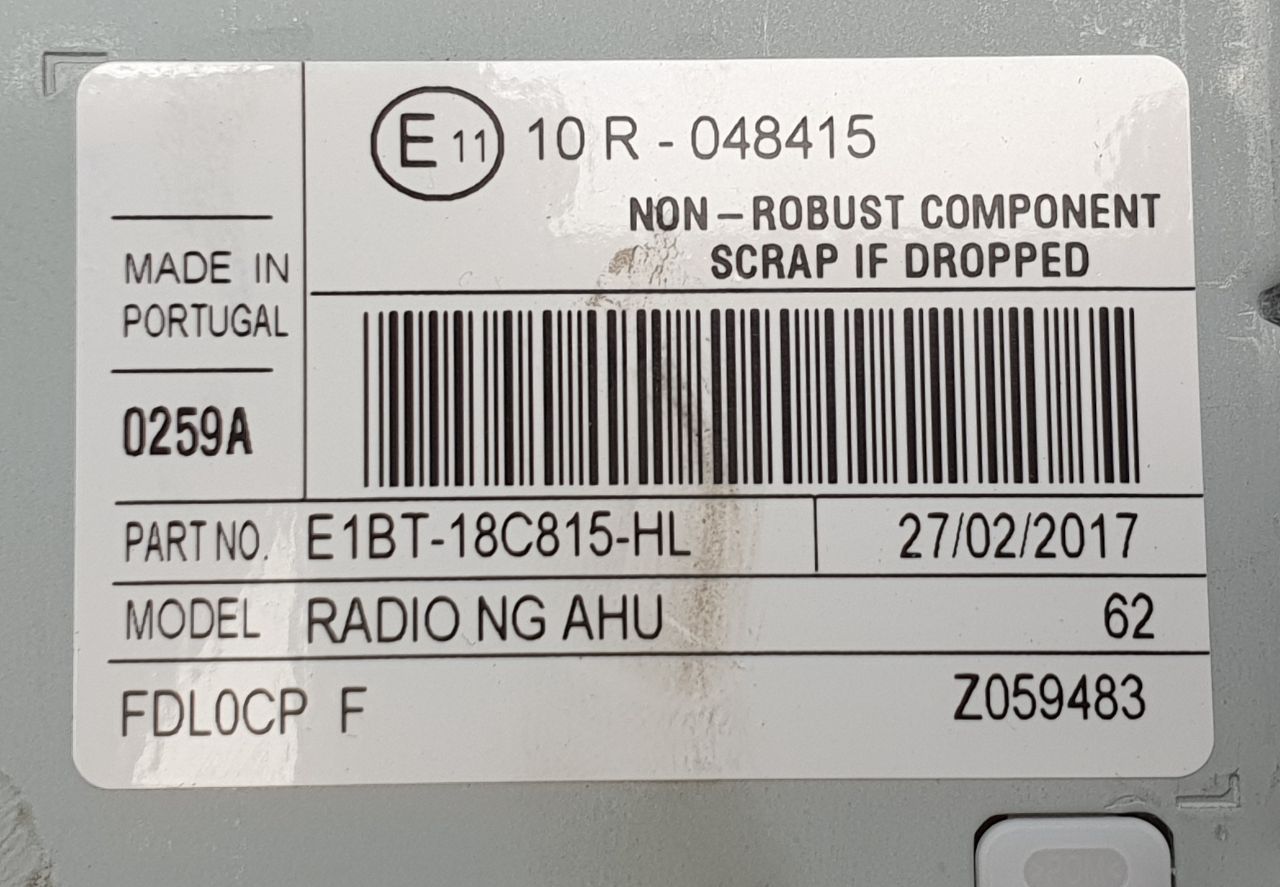 E 11 10 R - 048415
NON - ROBUST COMPONENT
SCRAP IF DROPPED
MADE IN
PORTUGAL
0259A
PART NO. E1BT-18C815-HL 27/02/2017
MODEL RADIO NG AHU 62
FDL0CP F Z059483